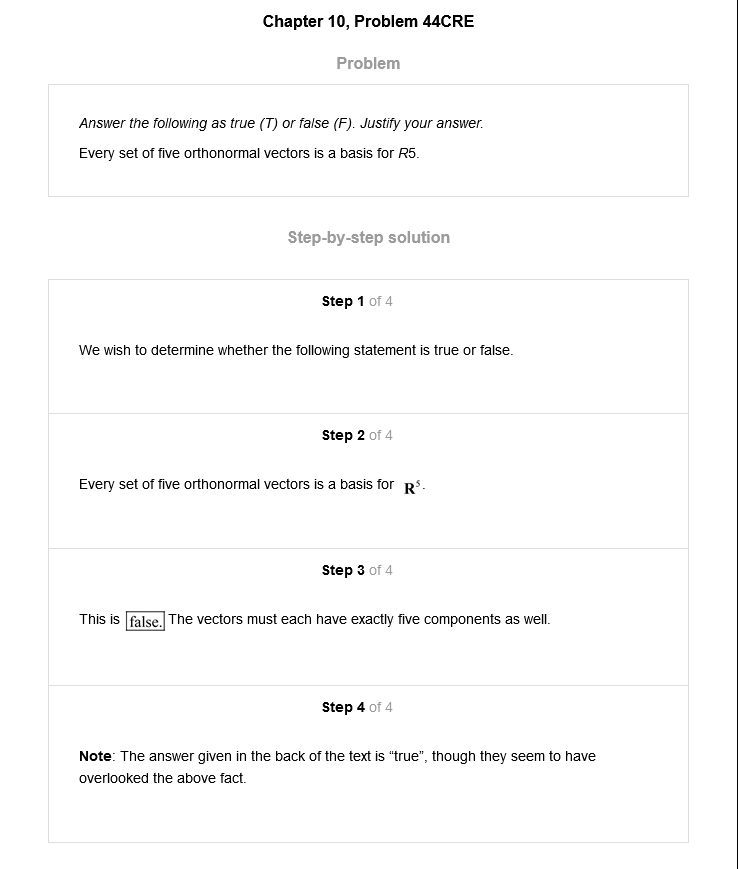 Chapter 10, Problem 44CRE
Problem
Answer the following as true (T) or false (F). Justify your answer.
Every set of five orthonormal vectors is a basis for R5.
Step-by-step solution
Step 1 of 4
We wish to determine whether the following statement is true or false.
Step 2 of 4
Every set of five orthonormal vectors is a basis for R⁵.
Step 3 of 4
This is false. The vectors must each have exactly five components as well.
Step 4 of 4
Note: The answer given in the back of the text is “true”, though they seem to have
overlooked the above fact.